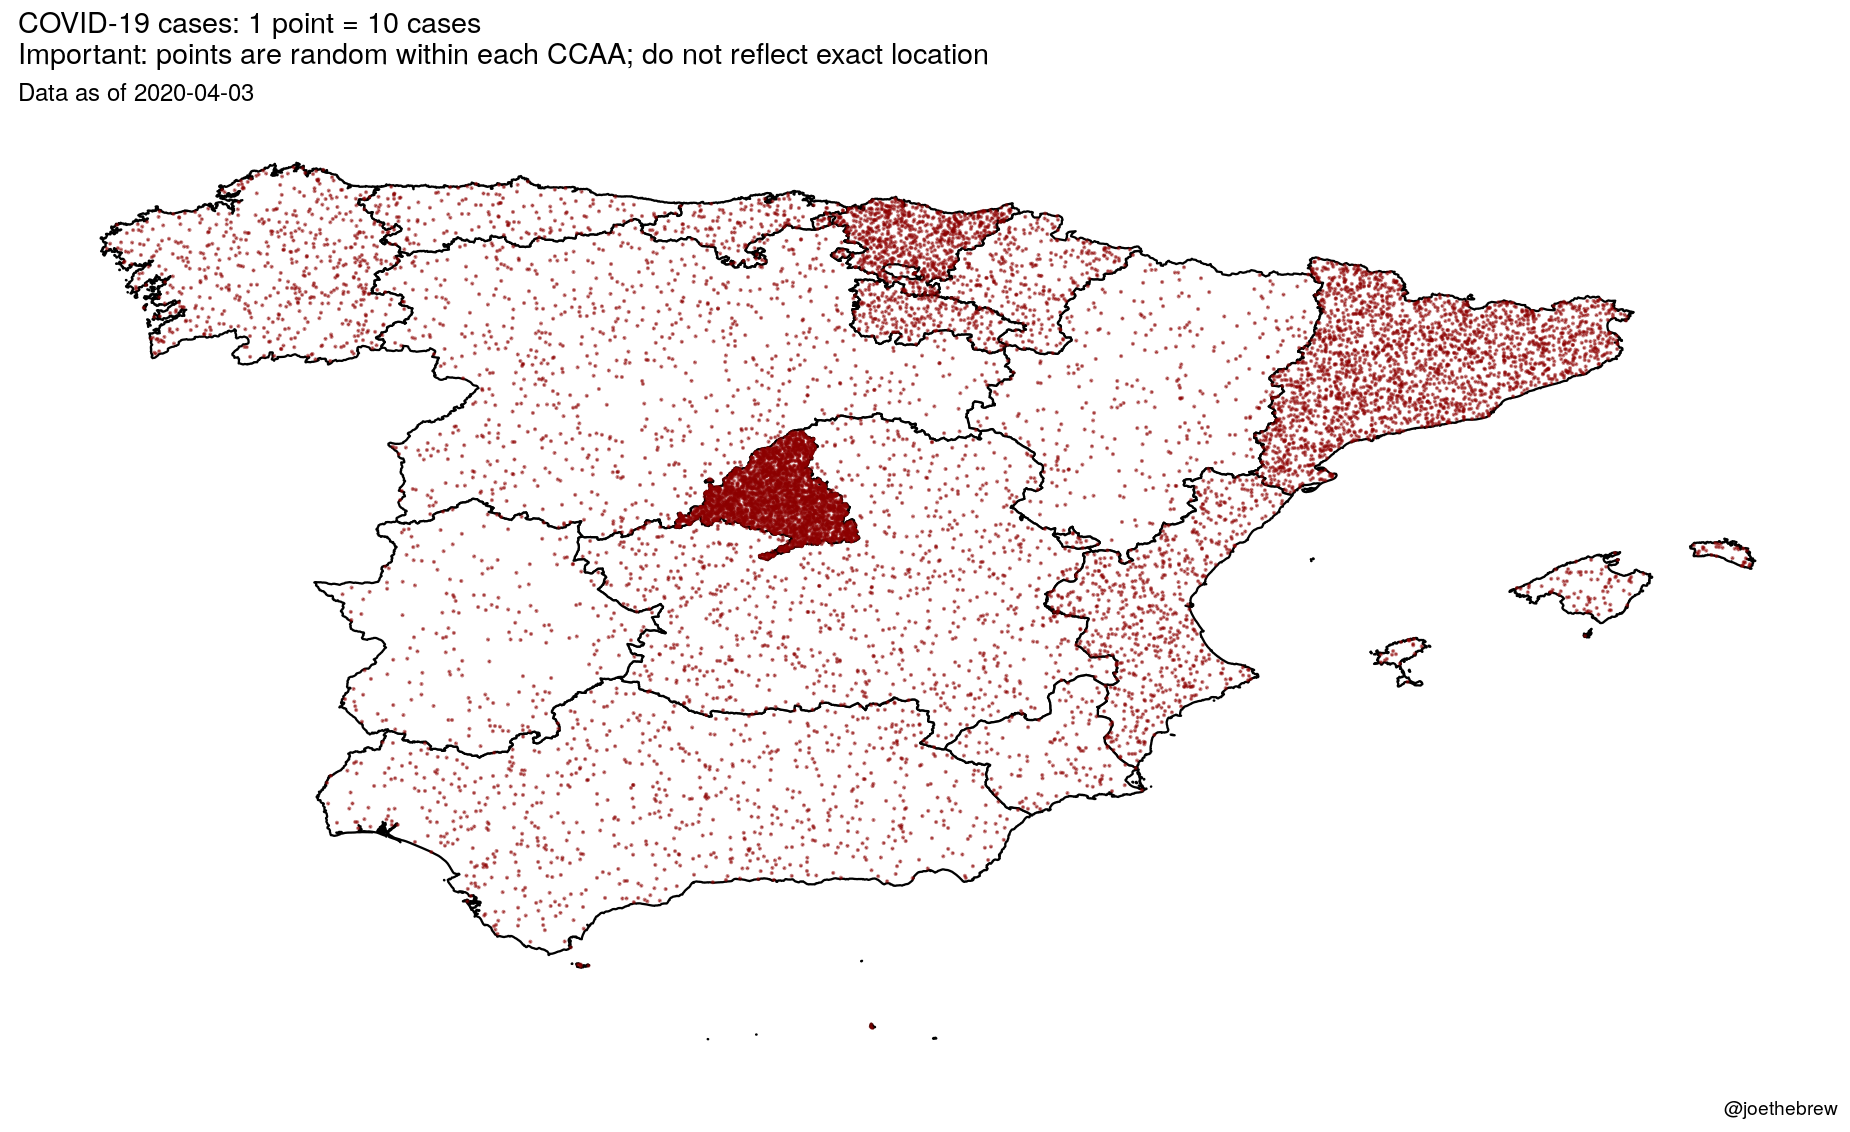 COVID-19 cases: 1 point = 10 cases
Important: points are random within each CCAA; do not reflect exact location
Data as of 2020-04-03
@joethebrew